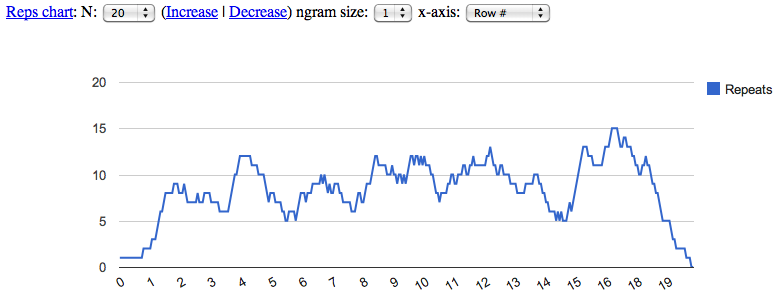 Reps chart: N: 20 (Increase | Decrease) ngram size: 1 x-axis: Row #
20
Repeats
15
10
5
0
0 1 2 3 4 5 6 7 8 9 10 11 12 13 14 15 16 17 18 19